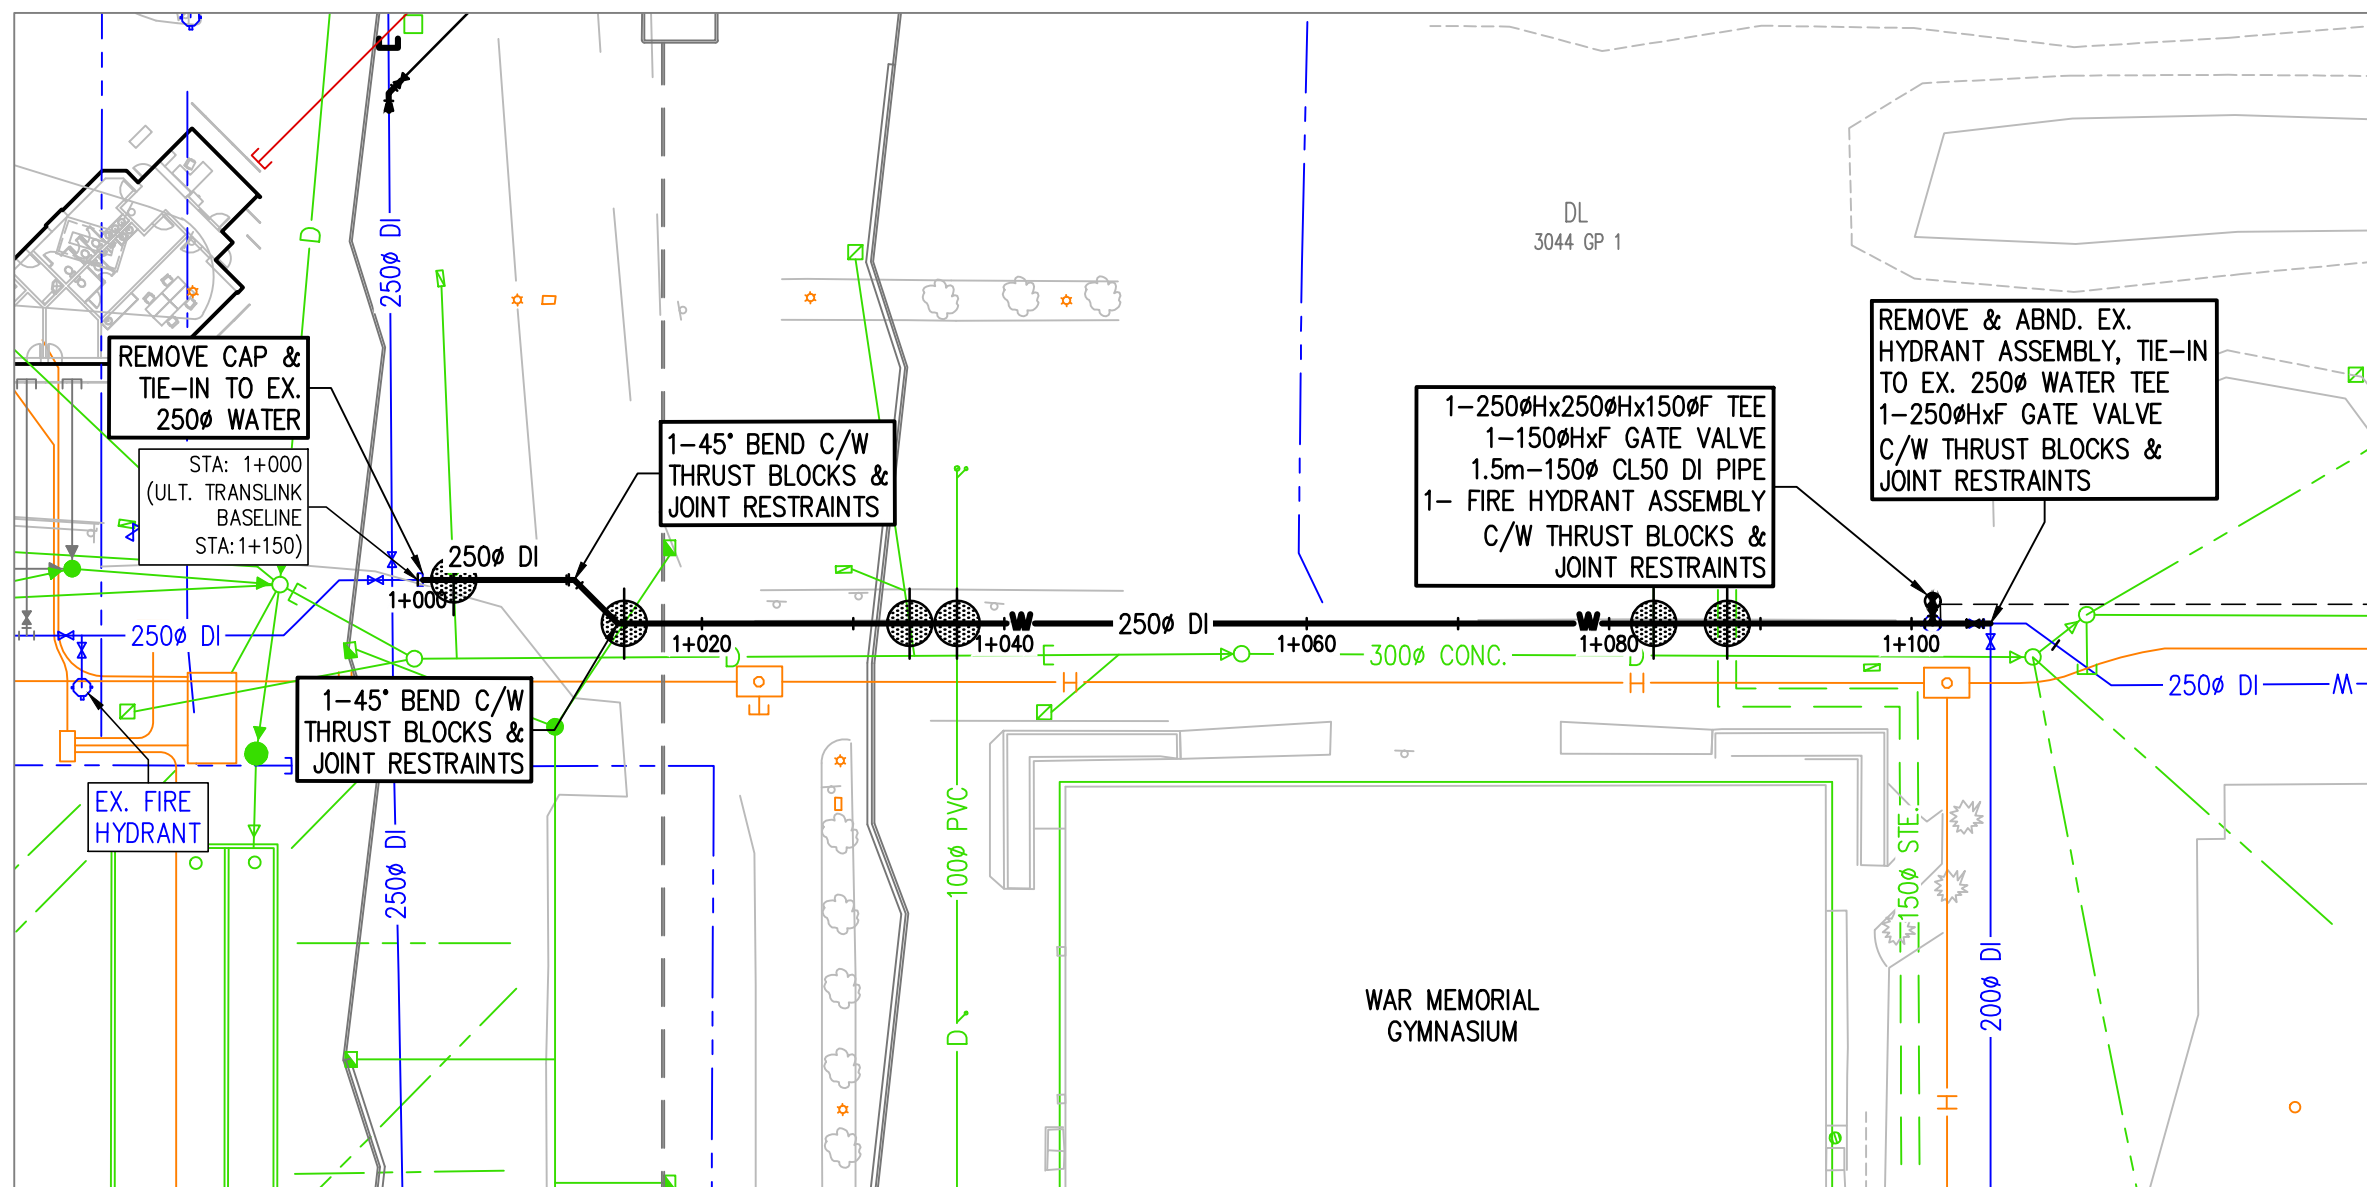 D
250ø DI
DL
3044 GP 1
REMOVE CAP &
TIE-IN TO EX.
250ø WATER
STA: 1+000
(ULT. TRANSLINK
BASELINE
STA:1+150)
1-45° BEND C/W
THRUST BLOCKS &
JOINT RESTRAINTS
1-250øHx250øHx150øF TEE
1-150øHxF GATE VALVE
1.5m-150ø CL50 DI PIPE
1- FIRE HYDRANT ASSEMBLY
C/W THRUST BLOCKS &
JOINT RESTRAINTS
REMOVE & ABND. EX.
HYDRANT ASSEMBLY, TIE-IN
TO EX. 250ø WATER TEE
1-250øHxF GATE VALVE
C/W THRUST BLOCKS &
JOINT RESTRAINTS
250ø DI
1+000
250ø DI
1+020
W
1+040
250ø DI
1+060
W
1+080
1+100
D
300ø CONC.
D
H
H
250ø DI
W
1-45° BEND C/W
THRUST BLOCKS &
JOINT RESTRAINTS
EX. FIRE
HYDRANT
250ø DI
100ø PVC
D
150ø STE.
200ø DI
H
WAR MEMORIAL
GYMNASIUM